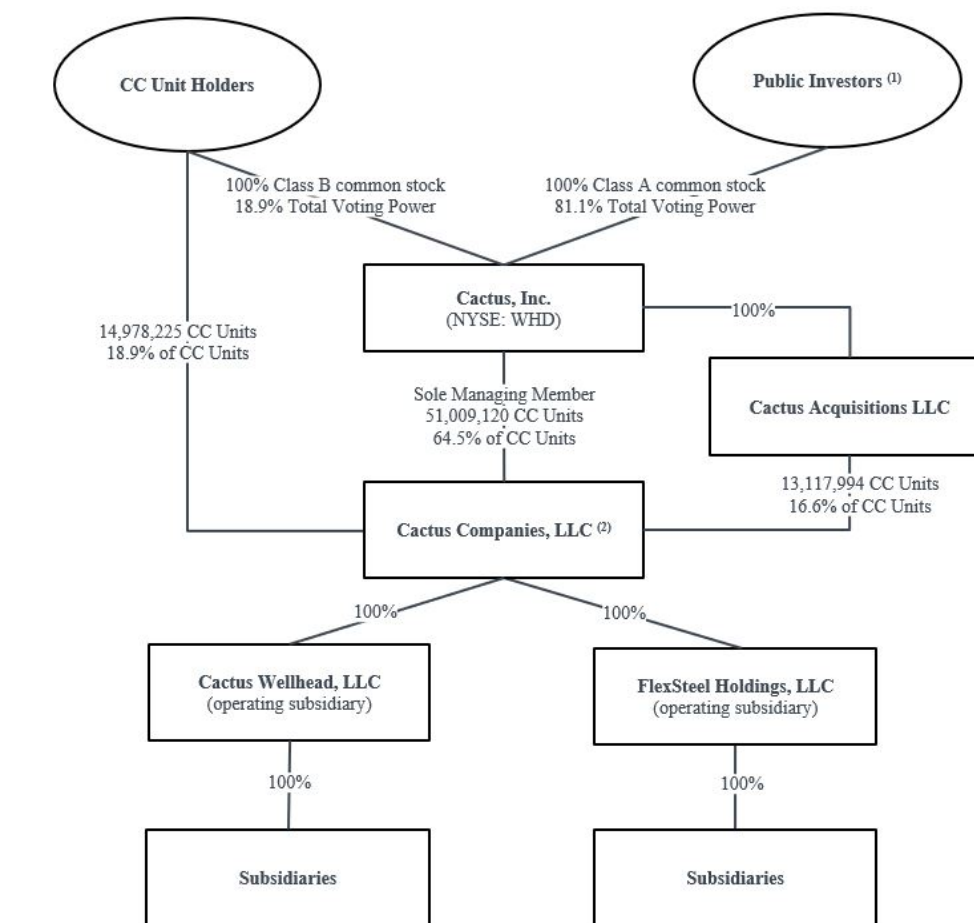 CC Unit Holders
Public Investors (1)
100% Class B common stock
18.9% Total Voting Power
100% Class A common stock
81.1% Total Voting Power
Cactus, Inc.
(NYSE: WHD)
100%
14,978,225 CC Units
18.9% of CC Units
Sole Managing Member
51,009,120 CC Units
64.5% of CC Units
Cactus Acquisitions LLC
13,117,994 CC Units
16.6% of CC Units
Cactus Companies, LLC (2)
100%
100%
Cactus Wellhead, LLC
(operating subsidiary)
FlexSteel Holdings, LLC
(operating subsidiary)
100%
100%
Subsidiaries
Subsidiaries